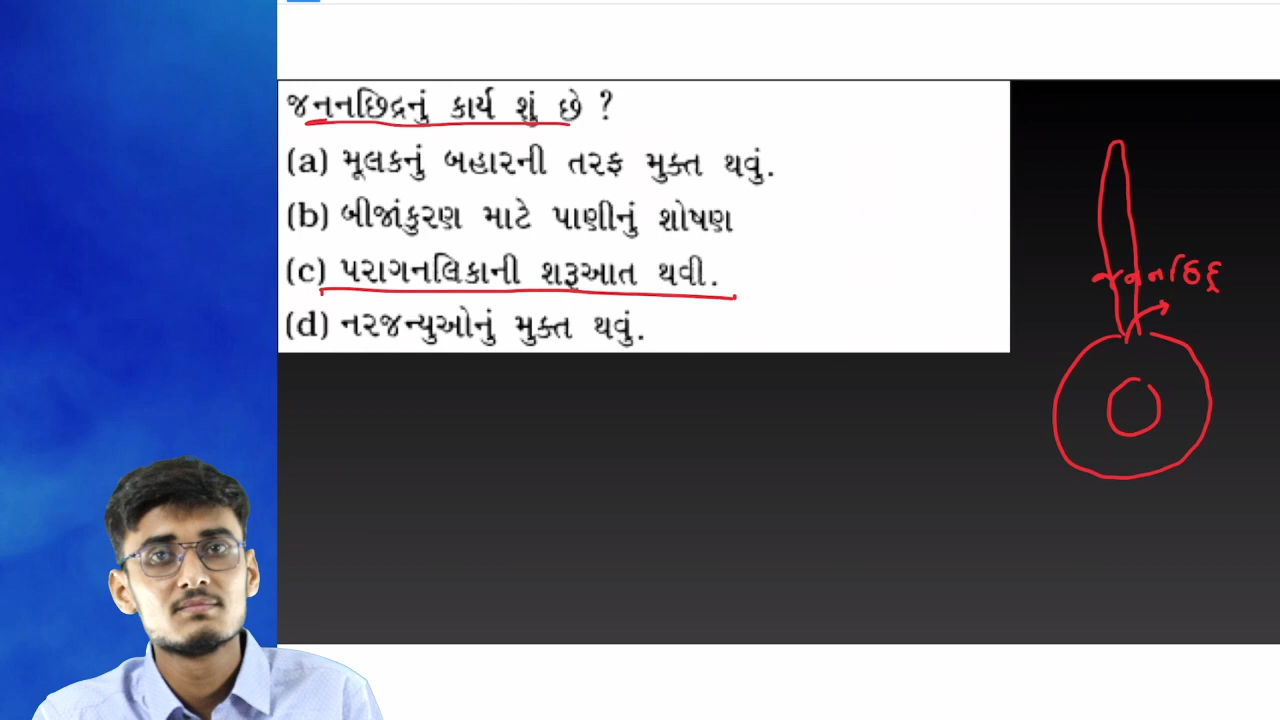 જનનછિદ્રનું કાર્ય શું છે ?
(a) મૂલકનું બહારની તરફ મુક્ત થવું.
(b) બીજાંકુરણ માટે પાણીનું શોષણ
(c) પરાગનલિકાની શરૂઆત થવી.
(d) નરજન્યુઓનું મુક્ત થવું.
જનનછિદ્ર